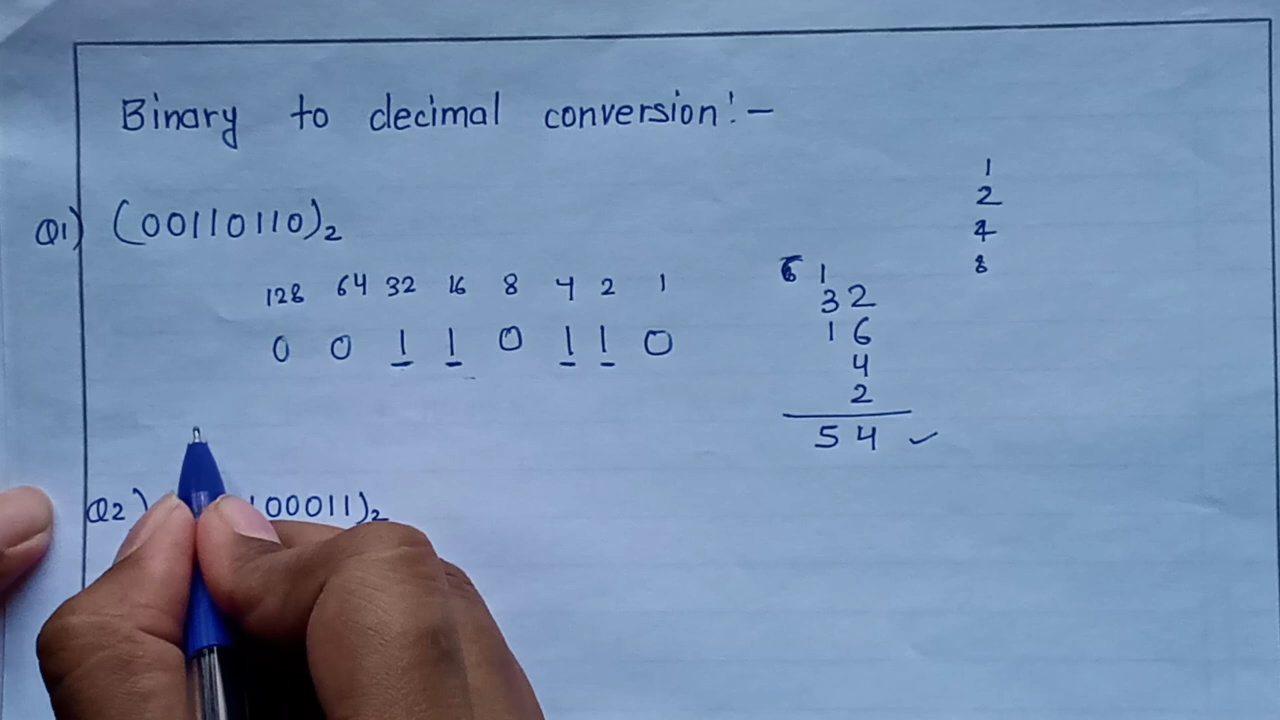 Binary to decimal conversion:-
1
2
4
8
Q1) (00110110)2
128 64 32 16 8 4 2 1
0 0 1 1 0 1 1 0
1
32
16
4
2
54 ✓
Q2) 00011)2